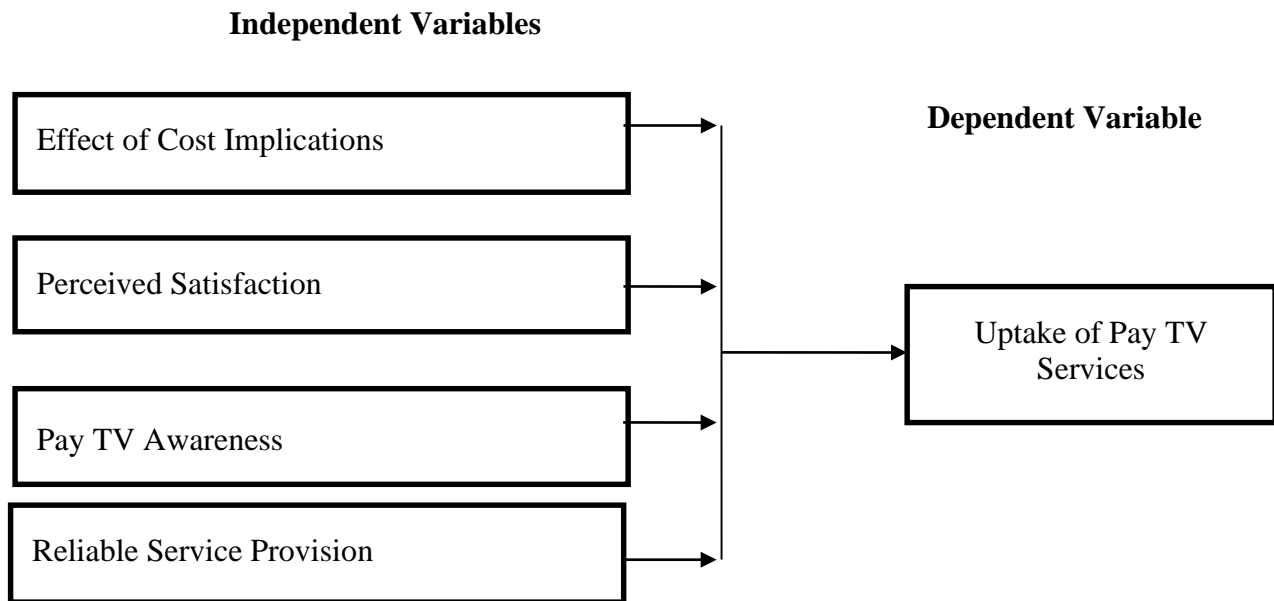 Independent Variables
Effect of Cost Implications
Dependent Variable
Perceived Satisfaction
Uptake of Pay TV
Services
Pay TV Awareness
Reliable Service Provision